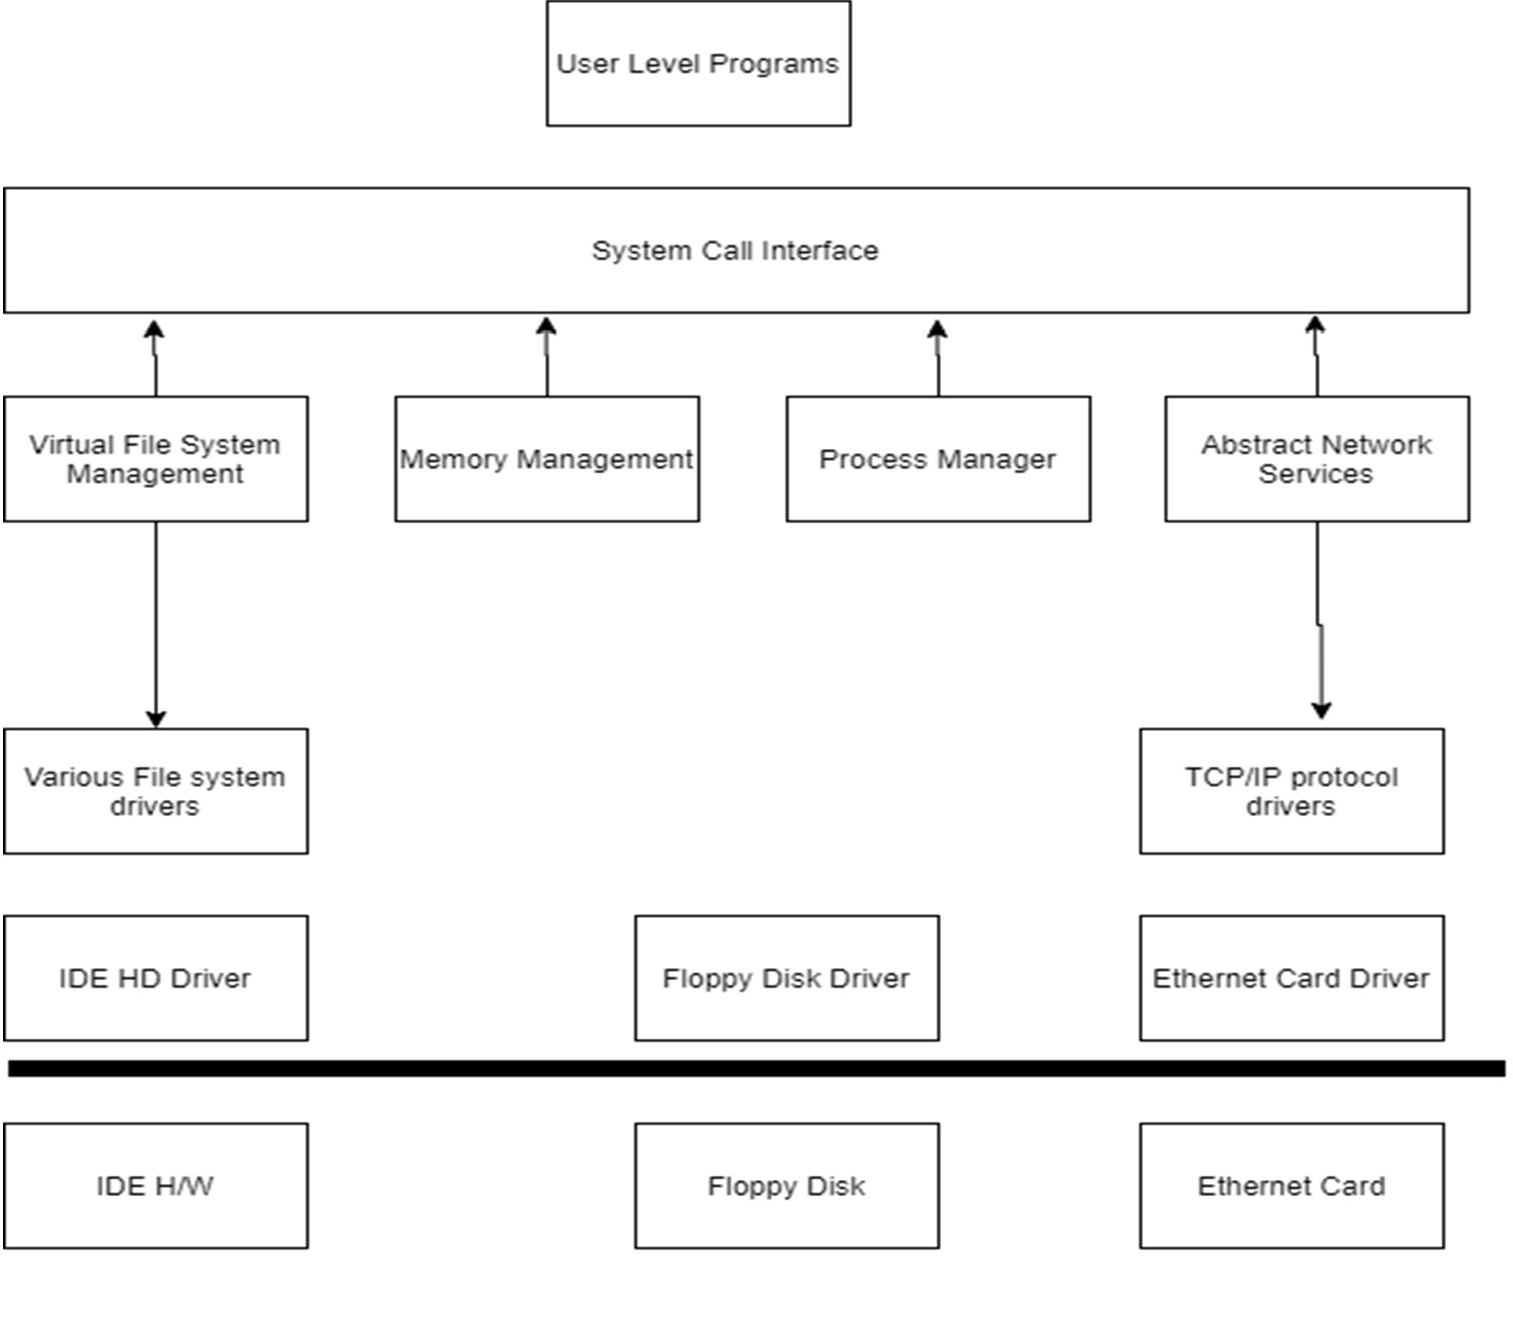 User Level Programs
System Call Interface
Virtual File System
Management
Memory Management
Process Manager
Abstract Network
Services
Various File system
drivers
TCP/IP protocol
drivers
IDE HD Driver
Floppy Disk Driver
Ethernet Card Driver
IDE H/W
Floppy Disk
Ethernet Card